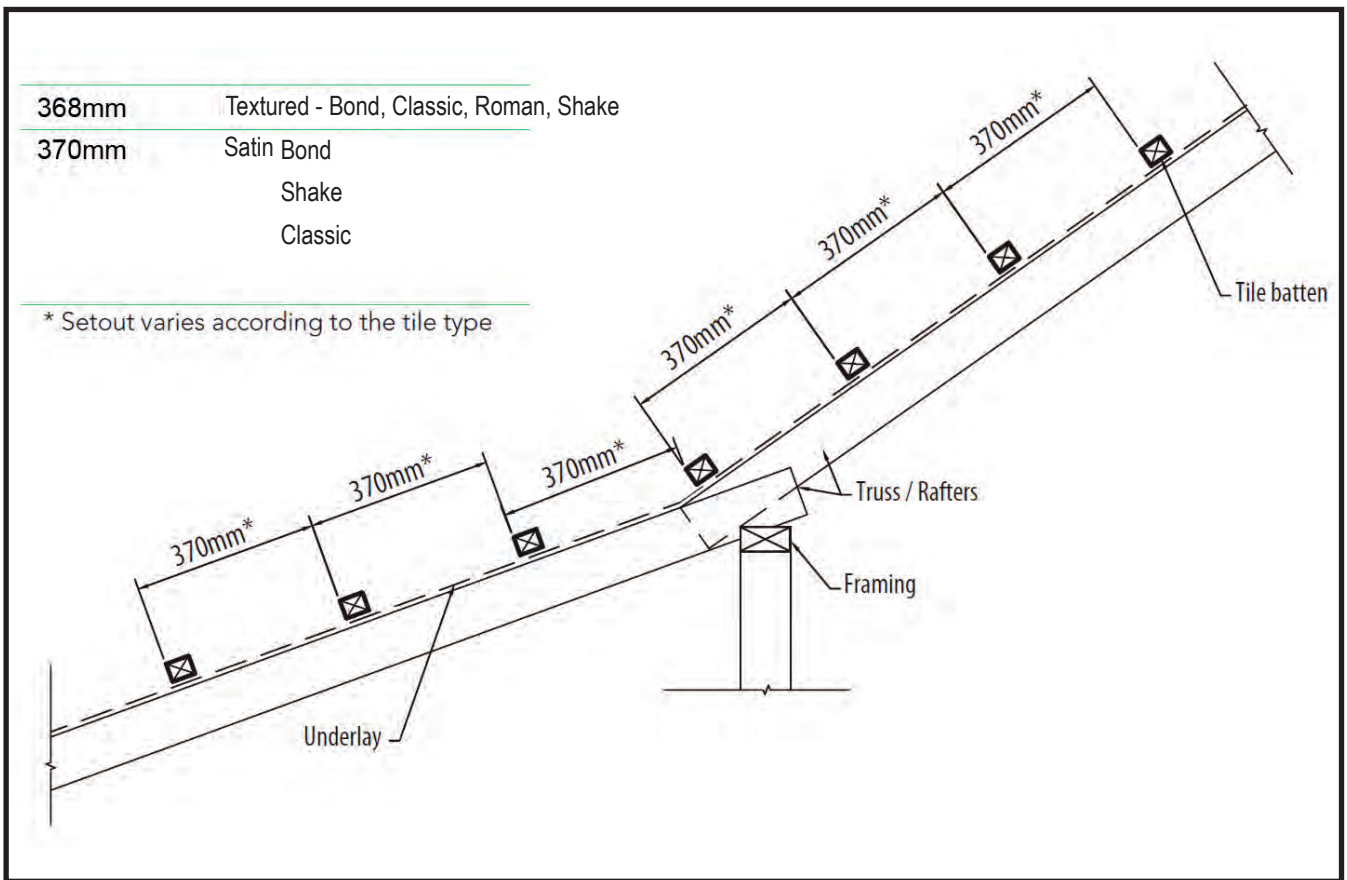 368mm Textured - Bond, Classic, Roman, Shake
370mm Satin Bond
Shake
Classic
* Setout varies according to the tile type
370mm*
370mm*
370mm*
370mm*
370mm*
370mm*
Tile batten
Truss / Rafters
Framing
Underlay